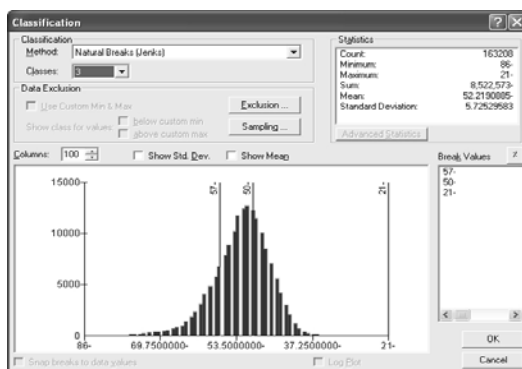 Classification
Classification
Method: Natural Breaks (Jenks)
Classes: 3
Data Exclusion
Use Custom Min & Max
below custom min
Show class for values
above custom max
Exclusion ...
Sampling ...
Statistics
Count: 163208
Minimum: 86-
Maximum: 21-
Sum: 8,522,573-
Mean: 52.2190885-
Standard Deviation: 5.72529583
Advanced Statistics
Columns: 100
Show Std. Dev.
Show Mean
Break Values
%
57-
50-
21-
15000
10000
5000
0
57-
50-
21-
86-
69.7500000-
53.5000000-
37.2500000-
21-
OK
Cancel
Snap breaks to data values
Log Plot